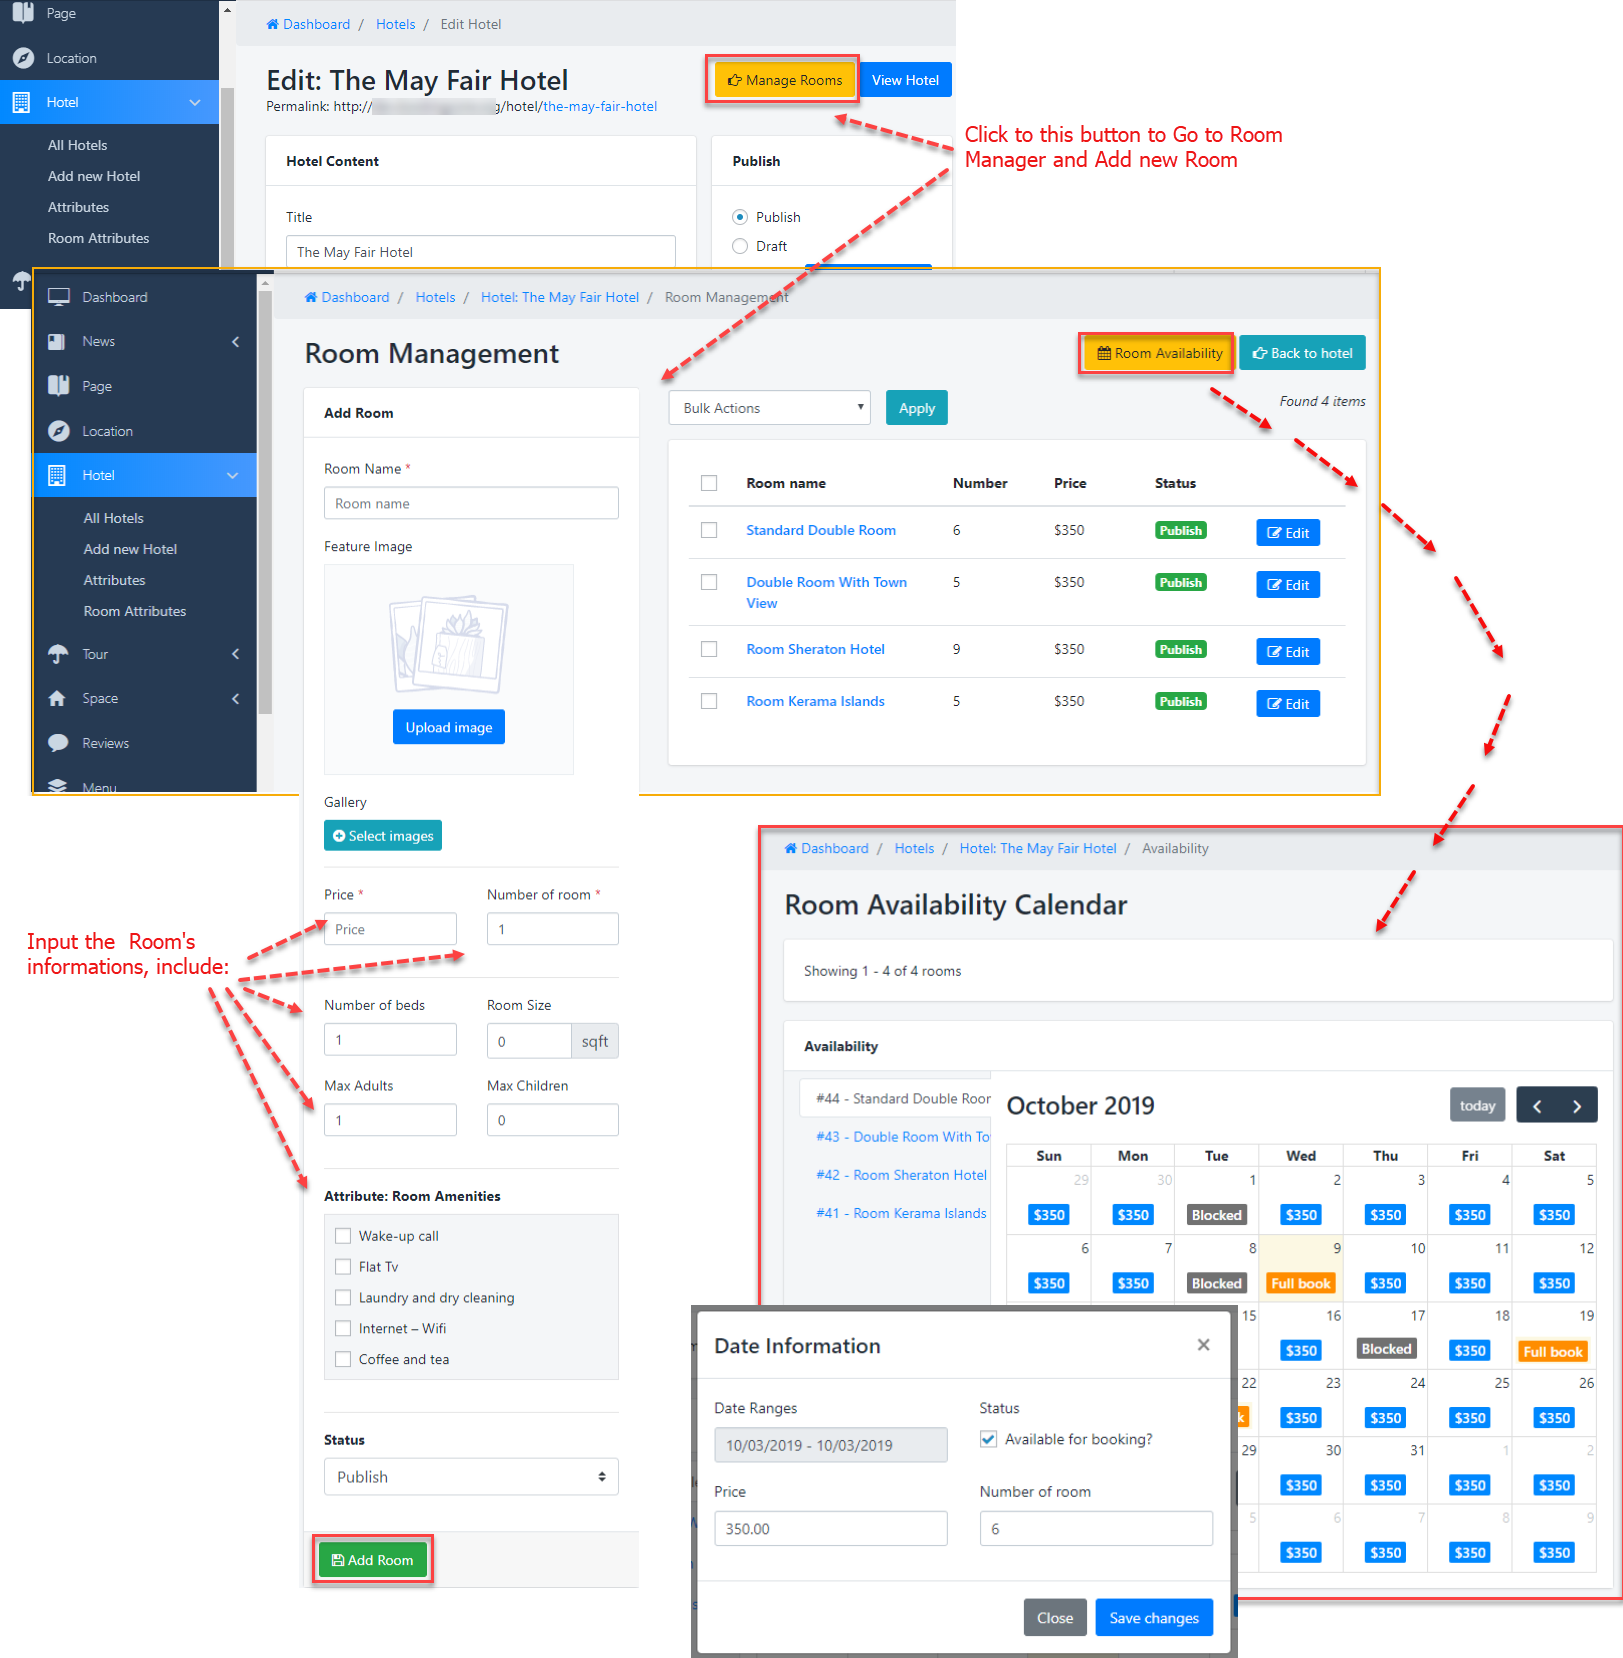 Page
Location
Hotel
All Hotels
Add new Hotel
Attributes
Room Attributes
Dashboard / Hotels / Edit Hotel
Edit: The May Fair Hotel
Manage Rooms
View Hotel
Permalink: http:// g/hotel/the-may-fair-hotel
Click to this button to Go to Room
Manager and Add new Room
Hotel Content
Title
The May Fair Hotel
Publish
Publish
Draft
Dashboard
News
Page
Location
Hotel
All Hotels
Add new Hotel
Attributes
Room Attributes
Tour
Space
Reviews
Menu
Dashboard / Hotels / Hotel: The May Fair Hotel / Room Management
Room Management
Room Availability
Back to hotel
Bulk Actions
Apply
Found 4 items
Room name Number Price Status
Standard Double Room 6 $350 Publish Edit
Double Room With Town
View
5 $350 Publish Edit
Room Sheraton Hotel 9 $350 Publish Edit
Room Kerama Islands 5 $350 Publish Edit
Add Room
Room Name *
Room name
Feature Image
Upload image
Gallery
Select images
Price * Number of room *
Price 1
Input the Room's
informations, include:
Number of beds Room Size
1 0 sqft
Max Adults Max Children
1 0
Attribute: Room Amenities
Wake-up call
Flat Tv
Laundry and dry cleaning
Internet – Wifi
Coffee and tea
Status
Publish
Add Room
Dashboard / Hotels / Hotel: The May Fair Hotel / Availability
Room Availability Calendar
Showing 1 - 4 of 4 rooms
Availability
#44 - Standard Double Room
#43 - Double Room With To
#42 - Room Sheraton Hotel
#41 - Room Kerama Islands
October 2019
today
Sun Mon Tue Wed Thu Fri Sat
29 30 1 2 3 4 5
$350 $350 Blocked $350 $350 $350 $350
6 7 8 9 10 11 12
$350 $350 Blocked Full book $350 $350 $350
15 16 17 18 19
$350 Blocked $350 Full book
22 23 24 25 26
k $350 $350 $350 $350
29 30 31 1 2
$350 $350 $350 $350
5 6 7 8 9
$350 $350 $350 $350
Date Information
×
Date Ranges
10/03/2019 - 10/03/2019
Status
Available for booking?
Price
350.00
Number of room
6
Close
Save changes